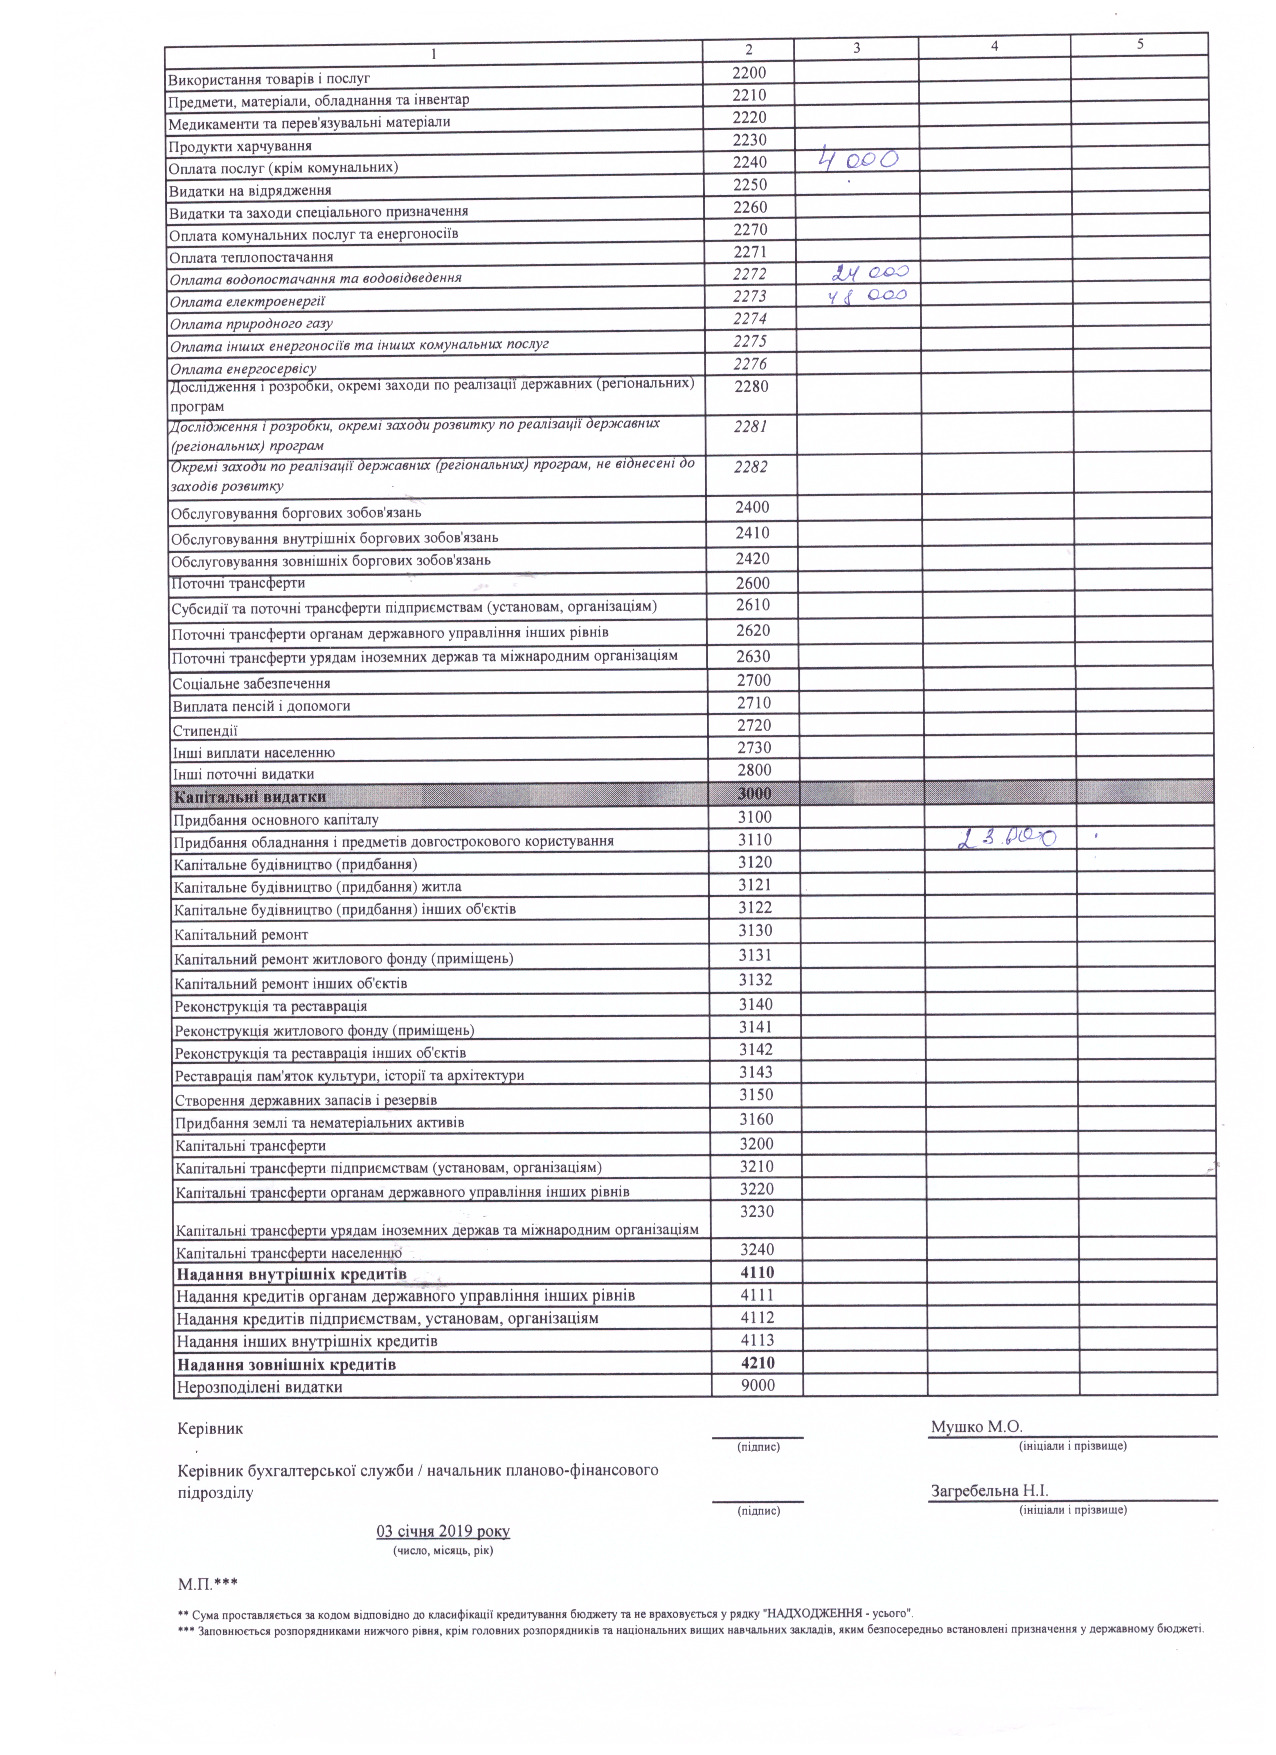 1 2 3 4 5
Використання товарів і послуг 2200
Предмети, матеріали, обладнання та інвентар 2210
Медикаменти та перев'язувальні матеріали 2220
Продукти харчування 2230
Оплата послуг (крім комунальних) 2240 4 000
Видатки на відрядження 2250
Видатки та заходи спеціального призначення 2260
Оплата комунальних послуг та енергоносіїв 2270
Оплата теплопостачання 2271
Оплата водопостачання та водовідведення 2272 24 000
Оплата електроенергії 2273 48 000
Оплата природного газу 2274
Оплата інших енергоносіїв та інших комунальних послуг 2275
Оплата енергосервісу 2276
Дослідження і розробки, окремі заходи по реалізації державних (регіональних) 2280
програм
Дослідження і розробки, окремі заходи розвитку по реалізації державних 2281
(регіональних) програм
Окремі заходи по реалізації державних (регіональних) програм, не віднесені до 2282
заходів розвитку
Обслуговування боргових зобов'язань 2400
Обслуговування внутрішніх боргових зобов'язань 2410
Обслуговування зовнішніх боргових зобов'язань 2420
Поточні трансферти 2600
Субсидії та поточні трансферти підприємствам (установам, організаціям) 2610
Поточні трансферти органам державного управління інших рівнів 2620
Поточні трансферти урядам іноземних держав та міжнародним організаціям 2630
Соціальне забезпечення 2700
Виплата пенсій і допомоги 2710
Стипендії 2720
Інші виплати населенню 2730
Інші поточні видатки 2800
Капітальні видатки 3000
Придбання основного капіталу 3100
Придбання обладнання і предметів довгострокового користування 3110 23.000
Капітальне будівництво (придбання) 3120
Капітальне будівництво (придбання) житла 3121
Капітальне будівництво (придбання) інших об'єктів 3122
Капітальний ремонт 3130
Капітальний ремонт житлового фонду (приміщень) 3131
Капітальний ремонт інших об'єктів 3132
Реконструкція та реставрація 3140
Реконструкція житлового фонду (приміщень) 3141
Реконструкція та реставрація інших об'єктів 3142
Реставрація пам'яток культури, історії та архітектури 3143
Створення державних запасів і резервів 3150
Придбання землі та нематеріальних активів 3160
Капітальні трансферти 3200
Капітальні трансферти підприємствам (установам, організаціям) 3210
Капітальні трансферти органам державного управління інших рівнів 3220
Капітальні трансферти урядам іноземних держав та міжнародним організаціям 3230
Капітальні трансферти населенню 3240
Надання внутрішніх кредитів 4110
Надання кредитів органам державного управління інших рівнів 4111
Надання кредитів підприємствам, установам, організаціям 4112
Надання інших внутрішніх кредитів 4113
Надання зовнішніх кредитів 4210
Нерозподілені видатки 9000
Керівник Мушко М.О.
(підпис) (ініціали і прізвище)
Керівник бухгалтерської служби / начальник планово-фінансового
підрозділу Загребельна Н.І.
(підпис) (ініціали і прізвище)
03 січня 2019 року
(число, місяць, рік)
М.П.***
** Сума проставляється за кодом відповідно до класифікації кредитування бюджету та не враховується у рядку "НАДХОДЖЕННЯ - усього".
*** Заповнюється розпорядниками нижчого рівня, крім головних розпорядників та національних вищих навчальних закладів, яким безпосередньо встановлені призначення у державному бюджеті.